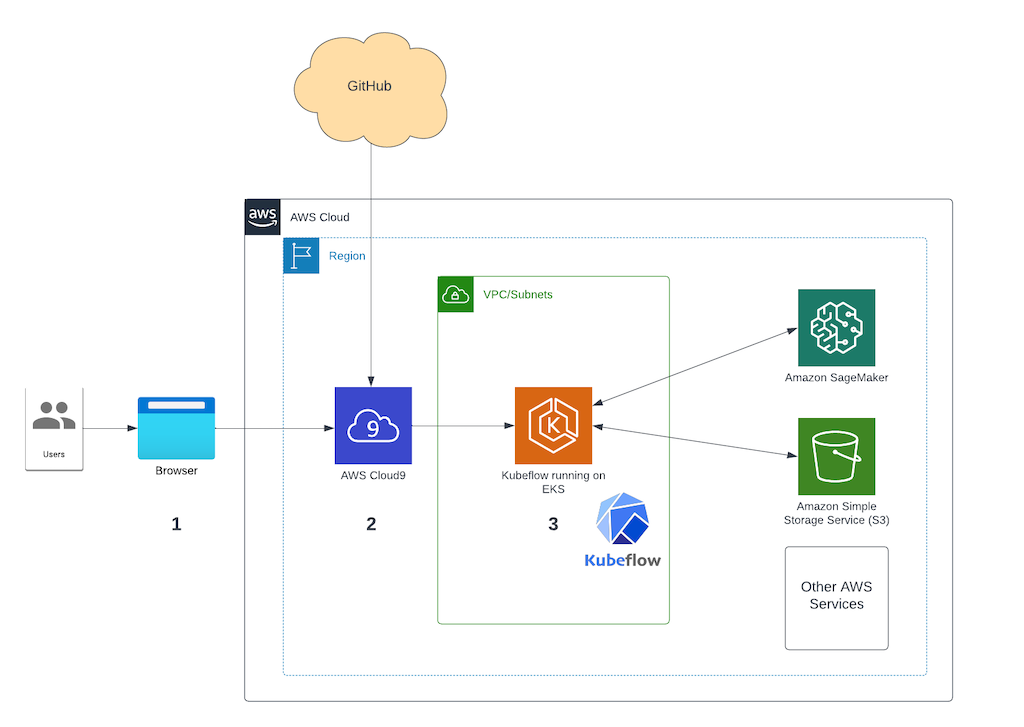 GitHub
aws
AWS Cloud
Region
VPC/Subnets
Amazon SageMaker
Users
Browser
9
AWS Cloud9
K
Kubeflow running on
EKS
Amazon Simple
Storage Service (S3)
1
2
3
Kubeflow
Other AWS
Services